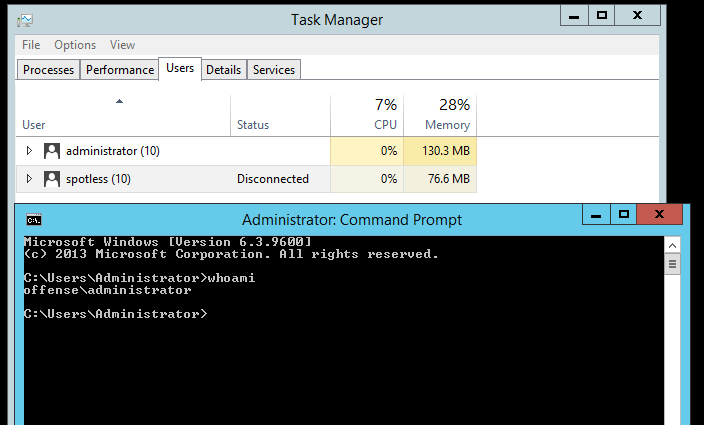 Task Manager
File Options View
Processes Performance Users Details Services
7% 28%
User Status CPU Memory
administrator (10) 0% 130.3 MB
spotless (10) Disconnected 0% 76.6 MB
Administrator: Command Prompt
Microsoft Windows [Version 6.3.9600]
(c) 2013 Microsoft Corporation. All rights reserved.
C:\Users\Administrator>whoami
offense\administrator
C:\Users\Administrator>